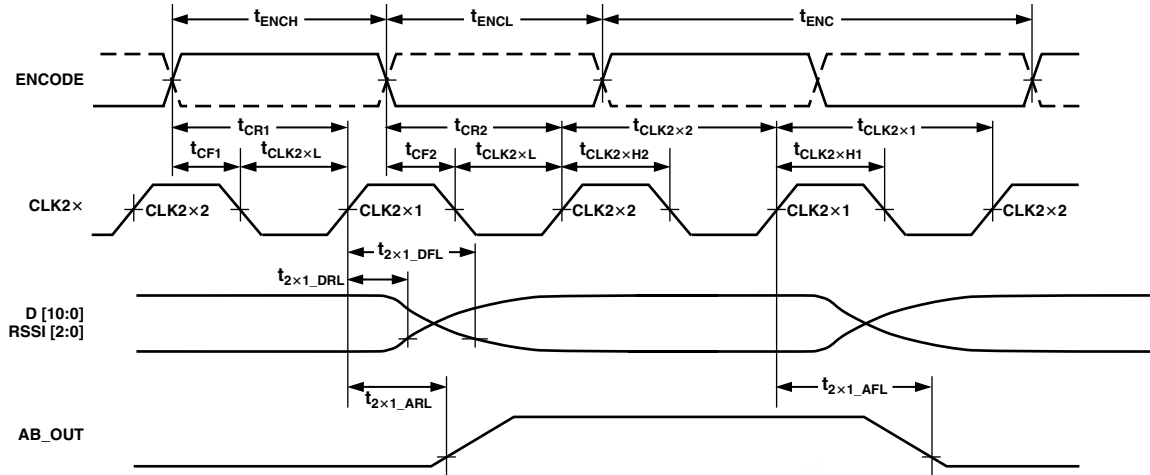 tENCH tENCL tENC
ENCODE
tCR1 tCR2 tCLK2×2 tCLK2×1
tCF1 tCLK2×L tCF2 tCLK2×L tCLK2×H2 tCLK2×H1
CLK2× CLK2×2 CLK2×1 CLK2×2 CLK2×1 CLK2×2
t2×1_DFL
t2×1_DRL
D [10:0]
RSSI [2:0]
t2×1_ARL t2×1_AFL
AB_OUT